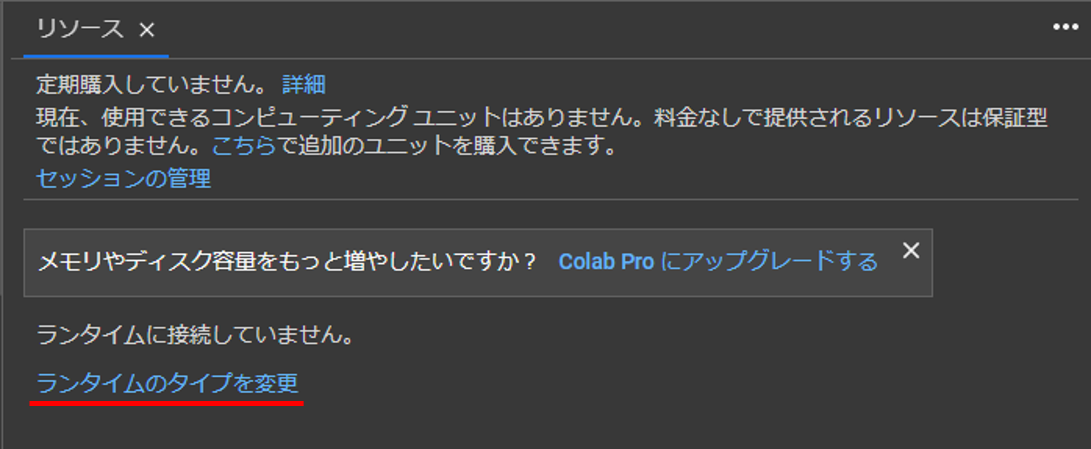 リソース
定期購入していません。 詳細
現在、使用できるコンピューティング ユニットはありません。料金なしで提供されるリソースは保証型
ではありません。こちらで追加のユニットを購入できます。
セッションの管理
メモリやディスク容量をもっと増やしたいですか？ Colab Pro にアップグレードする
ランタイムに接続していません。
ランタイムのタイプを変更